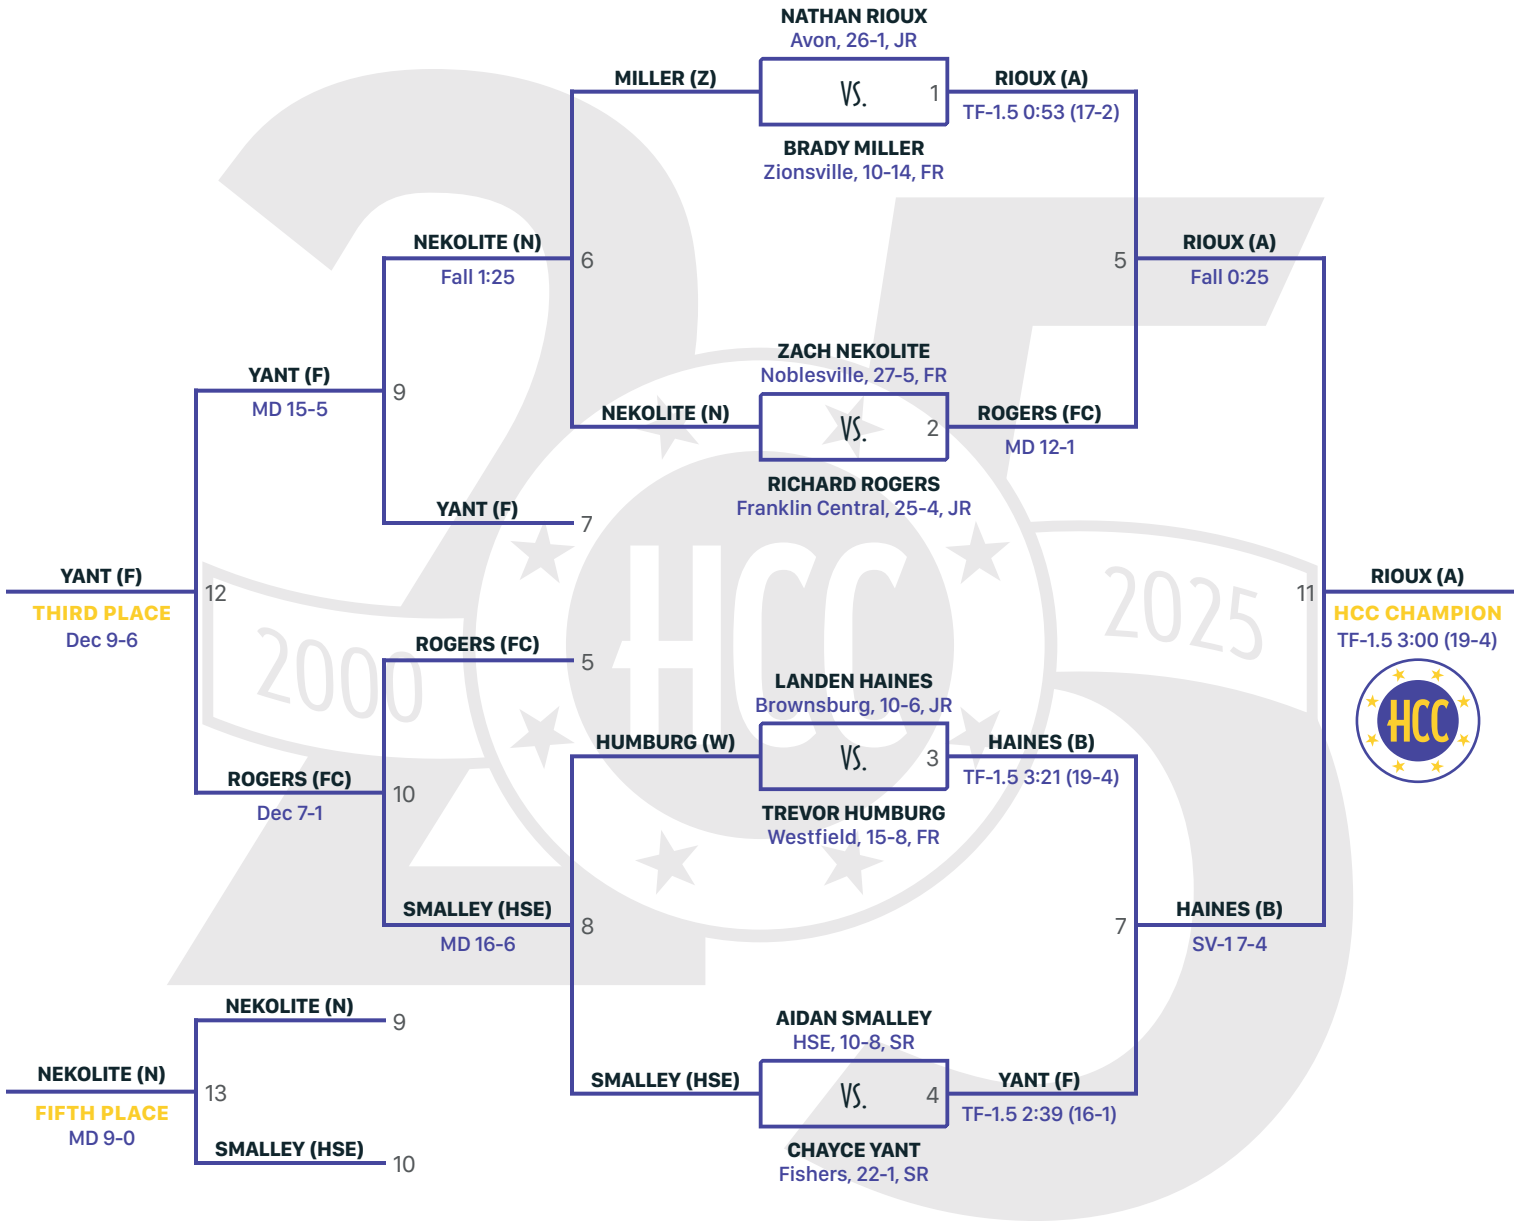 NATHAN RIOUX
Avon, 26-1, JR
MILLER (Z)
VS.
1
RIOUX (A)
TF-1.5 0:53 (17-2)
BRADY MILLER
Zionsville, 10-14, FR
NEKOLITE (N)
Fall 1:25
6
5
RIOUX (A)
Fall 0:25
ZACH NEKOLITE
Noblesville, 27-5, FR
YANT (F)
MD 15-5
9
NEKOLITE (N)
VS.
2
ROGERS (FC)
MD 12-1
RICHARD ROGERS
Franklin Central, 25-4, JR
YANT (F)
7
YANT (F)
THIRD PLACE
Dec 9-6
12
2000
HCC
2025
11
RIOUX (A)
HCC CHAMPION
TF-1.5 3:00 (19-4)
HCC
ROGERS (FC)
5
LANDEN HAINES
Brownsburg, 10-6, JR
HUMBURG (W)
VS.
3
HAINES (B)
TF-1.5 3:21 (19-4)
ROGERS (FC)
Dec 7-1
10
TREVOR HUMBURG
Westfield, 15-8, FR
SMALLEY (HSE)
MD 16-6
8
7
HAINES (B)
SV-1 7-4
NEKOLITE (N)
9
AIDAN SMALLEY
HSE, 10-8, SR
NEKOLITE (N)
FIFTH PLACE
MD 9-0
13
SMALLEY (HSE)
VS.
4
YANT (F)
TF-1.5 2:39 (16-1)
SMALLEY (HSE)
10
CHAYCE YANT
Fishers, 22-1, SR
25